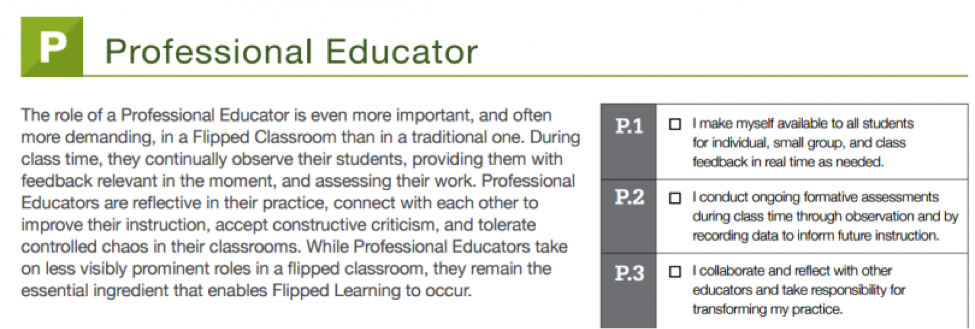 P Professional Educator
The role of a Professional Educator is even more important, and often
more demanding, in a Flipped Classroom than in a traditional one. During
class time, they continually observe their students, providing them with
feedback relevant in the moment, and assessing their work. Professional
Educators are reflective in their practice, connect with each other to
improve their instruction, accept constructive criticism, and tolerate
controlled chaos in their classrooms. While Professional Educators take
on less visibly prominent roles in a flipped classroom, they remain the
essential ingredient that enables Flipped Learning to occur.
P.1 I make myself available to all students
for individual, small group, and class
feedback in real time as needed.
P.2 I conduct ongoing formative assessments
during class time through observation and by
recording data to inform future instruction.
P.3 I collaborate and reflect with other
educators and take responsibility for
transforming my practice.